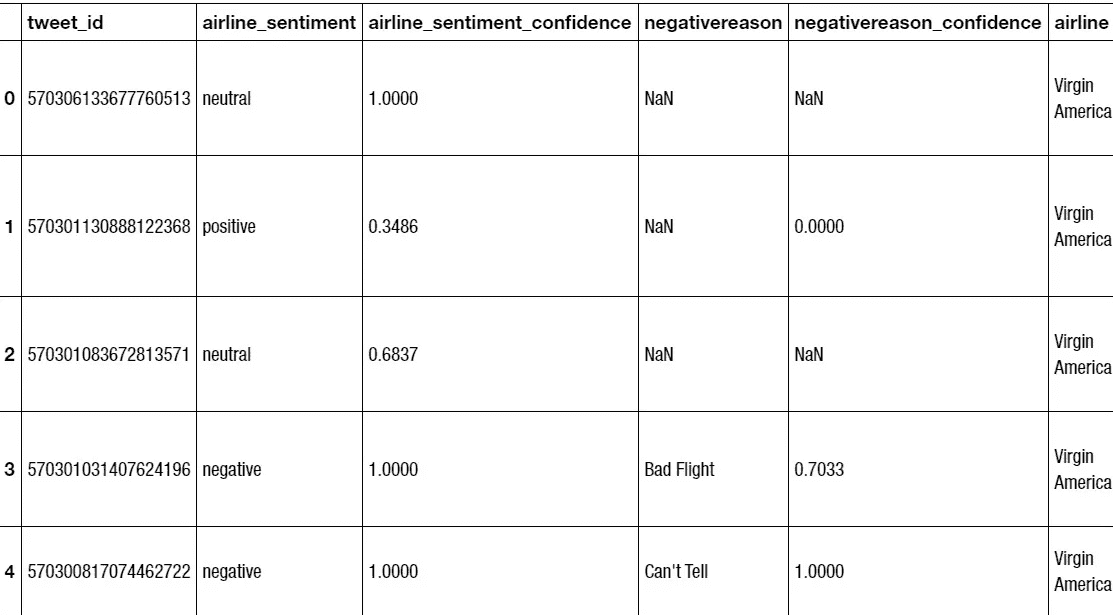 tweet_id airline_sentiment airline_sentiment_confidence negativereason negativereason_confidence airline
0 570306133677760513 neutral 1.0000 NaN NaN Virgin America
1 570301130888122368 positive 0.3486 NaN 0.0000 Virgin America
2 570301083672813571 neutral 0.6837 NaN NaN Virgin America
3 570301031407624196 negative 1.0000 Bad Flight 0.7033 Virgin America
4 570300817074462722 negative 1.0000 Can't Tell 1.0000 Virgin America